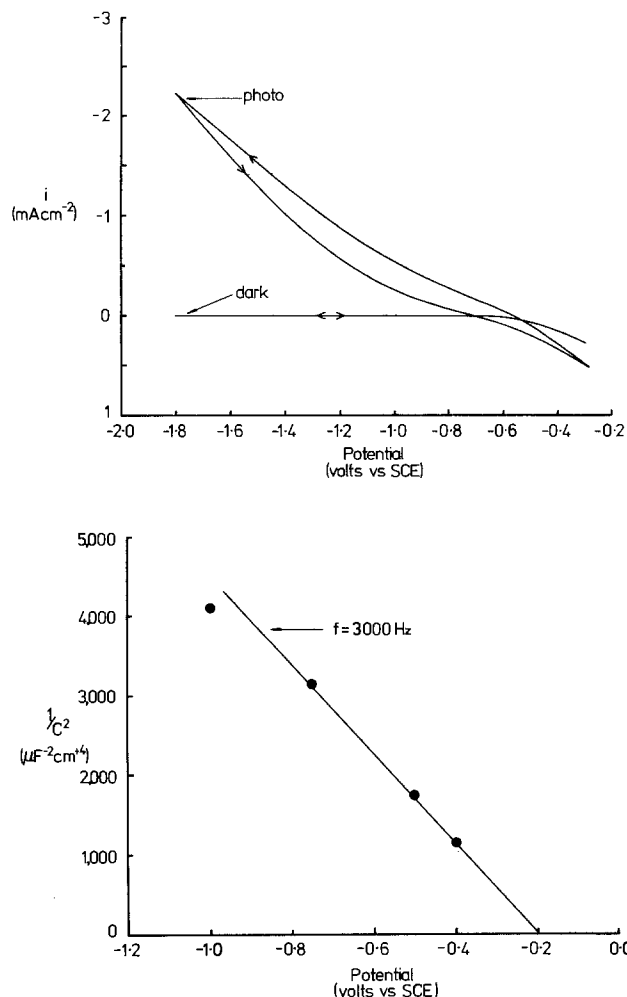 -3
-2
-1
0
1
i
(mAcm⁻²)
photo
dark
-2·0 -1·8 -1·6 -1·4 -1·2 -1·0 -0·8 -0·6 -0·4 -0·2
Potential
(volts vs SCE)
5,000
4,000
3,000
2,000
1,000
0
1/C²
(µF⁻²cm⁺⁴)
f = 3000 Hz
-1·2 -1·0 -0·8 -0·6 -0·4 -0·2 0·0
Potential
(volts vs SCE)